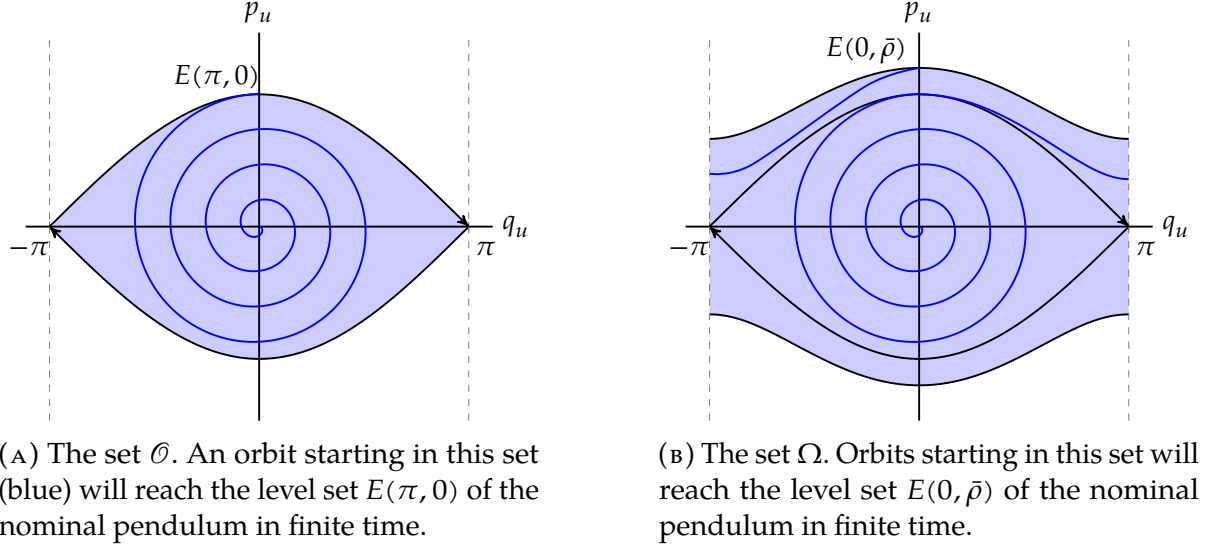 p_u
E(π, 0)
−π
π
q_u
(A) The set 𝒪. An orbit starting in this set
(blue) will reach the level set E(π, 0) of the
nominal pendulum in finite time.
p_u
E(0, ρ̄)
−π
π
q_u
(B) The set Ω. Orbits starting in this set will
reach the level set E(0, ρ̄) of the nominal
pendulum in finite time.